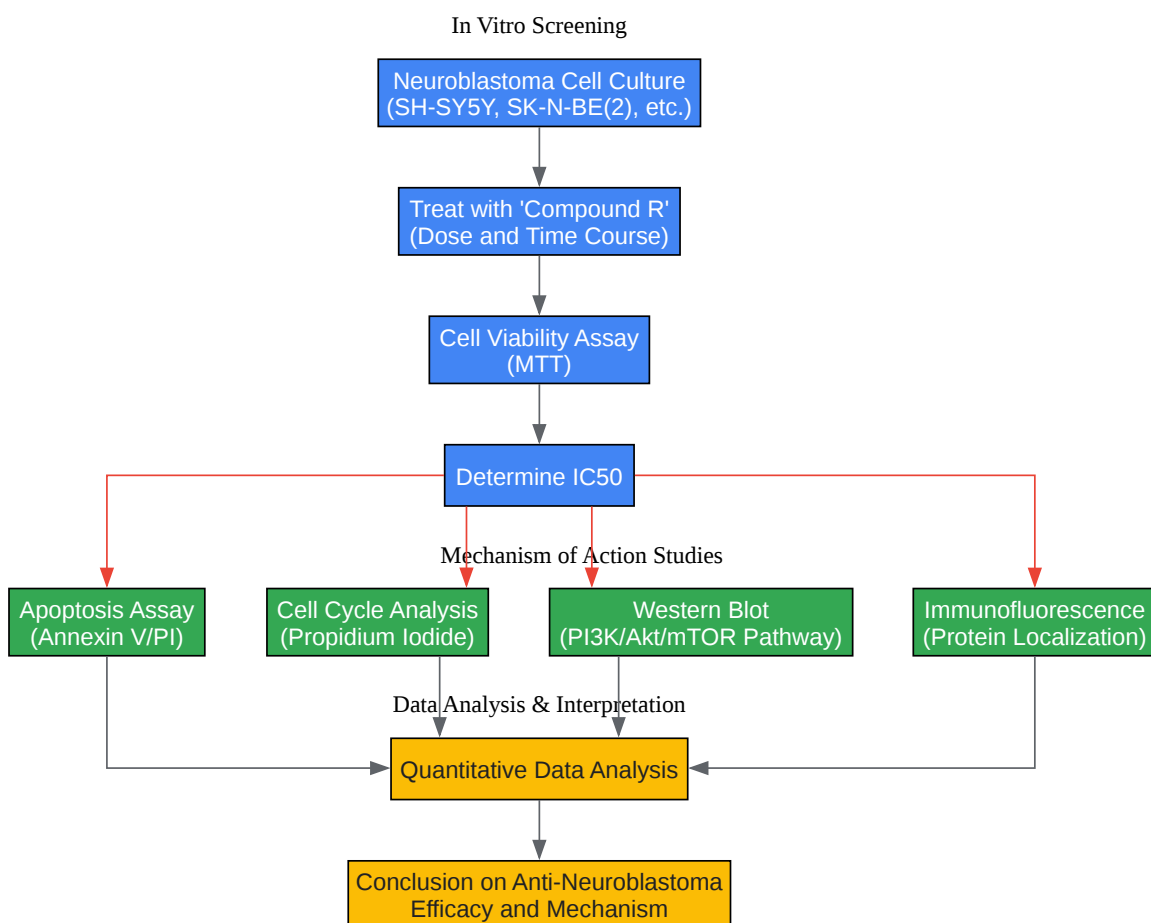 In Vitro Screening
Neuroblastoma Cell Culture
(SH-SY5Y, SK-N-BE(2), etc.)
Treat with 'Compound R'
(Dose and Time Course)
Cell Viability Assay
(MTT)
Determine IC50
Mechanism of Action Studies
Apoptosis Assay
(Annexin V/PI)
Cell Cycle Analysis
(Propidium Iodide)
Western Blot
(PI3K/Akt/mTOR Pathway)
Immunofluorescence
(Protein Localization)
Data Analysis & Interpretation
Quantitative Data Analysis
Conclusion on Anti-Neuroblastoma
Efficacy and Mechanism